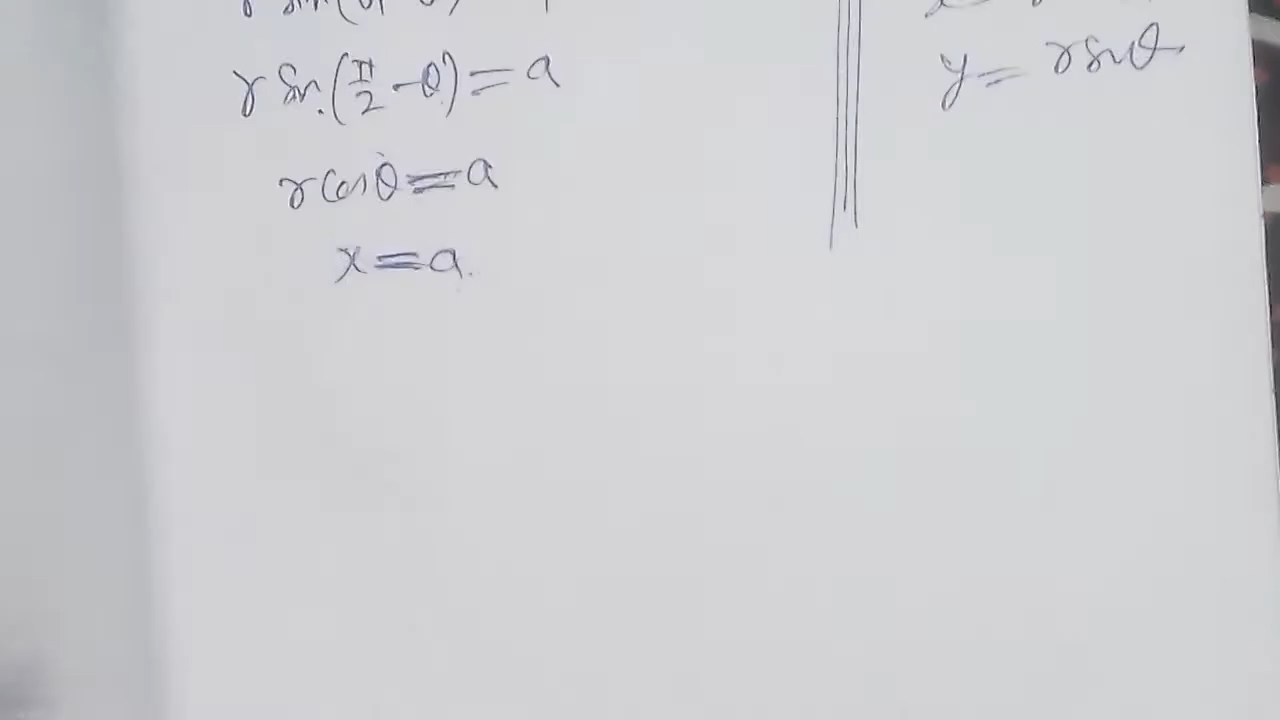 r sin(π/2 - θ) = a
r cos θ = a
x = a.
y = r sin θ